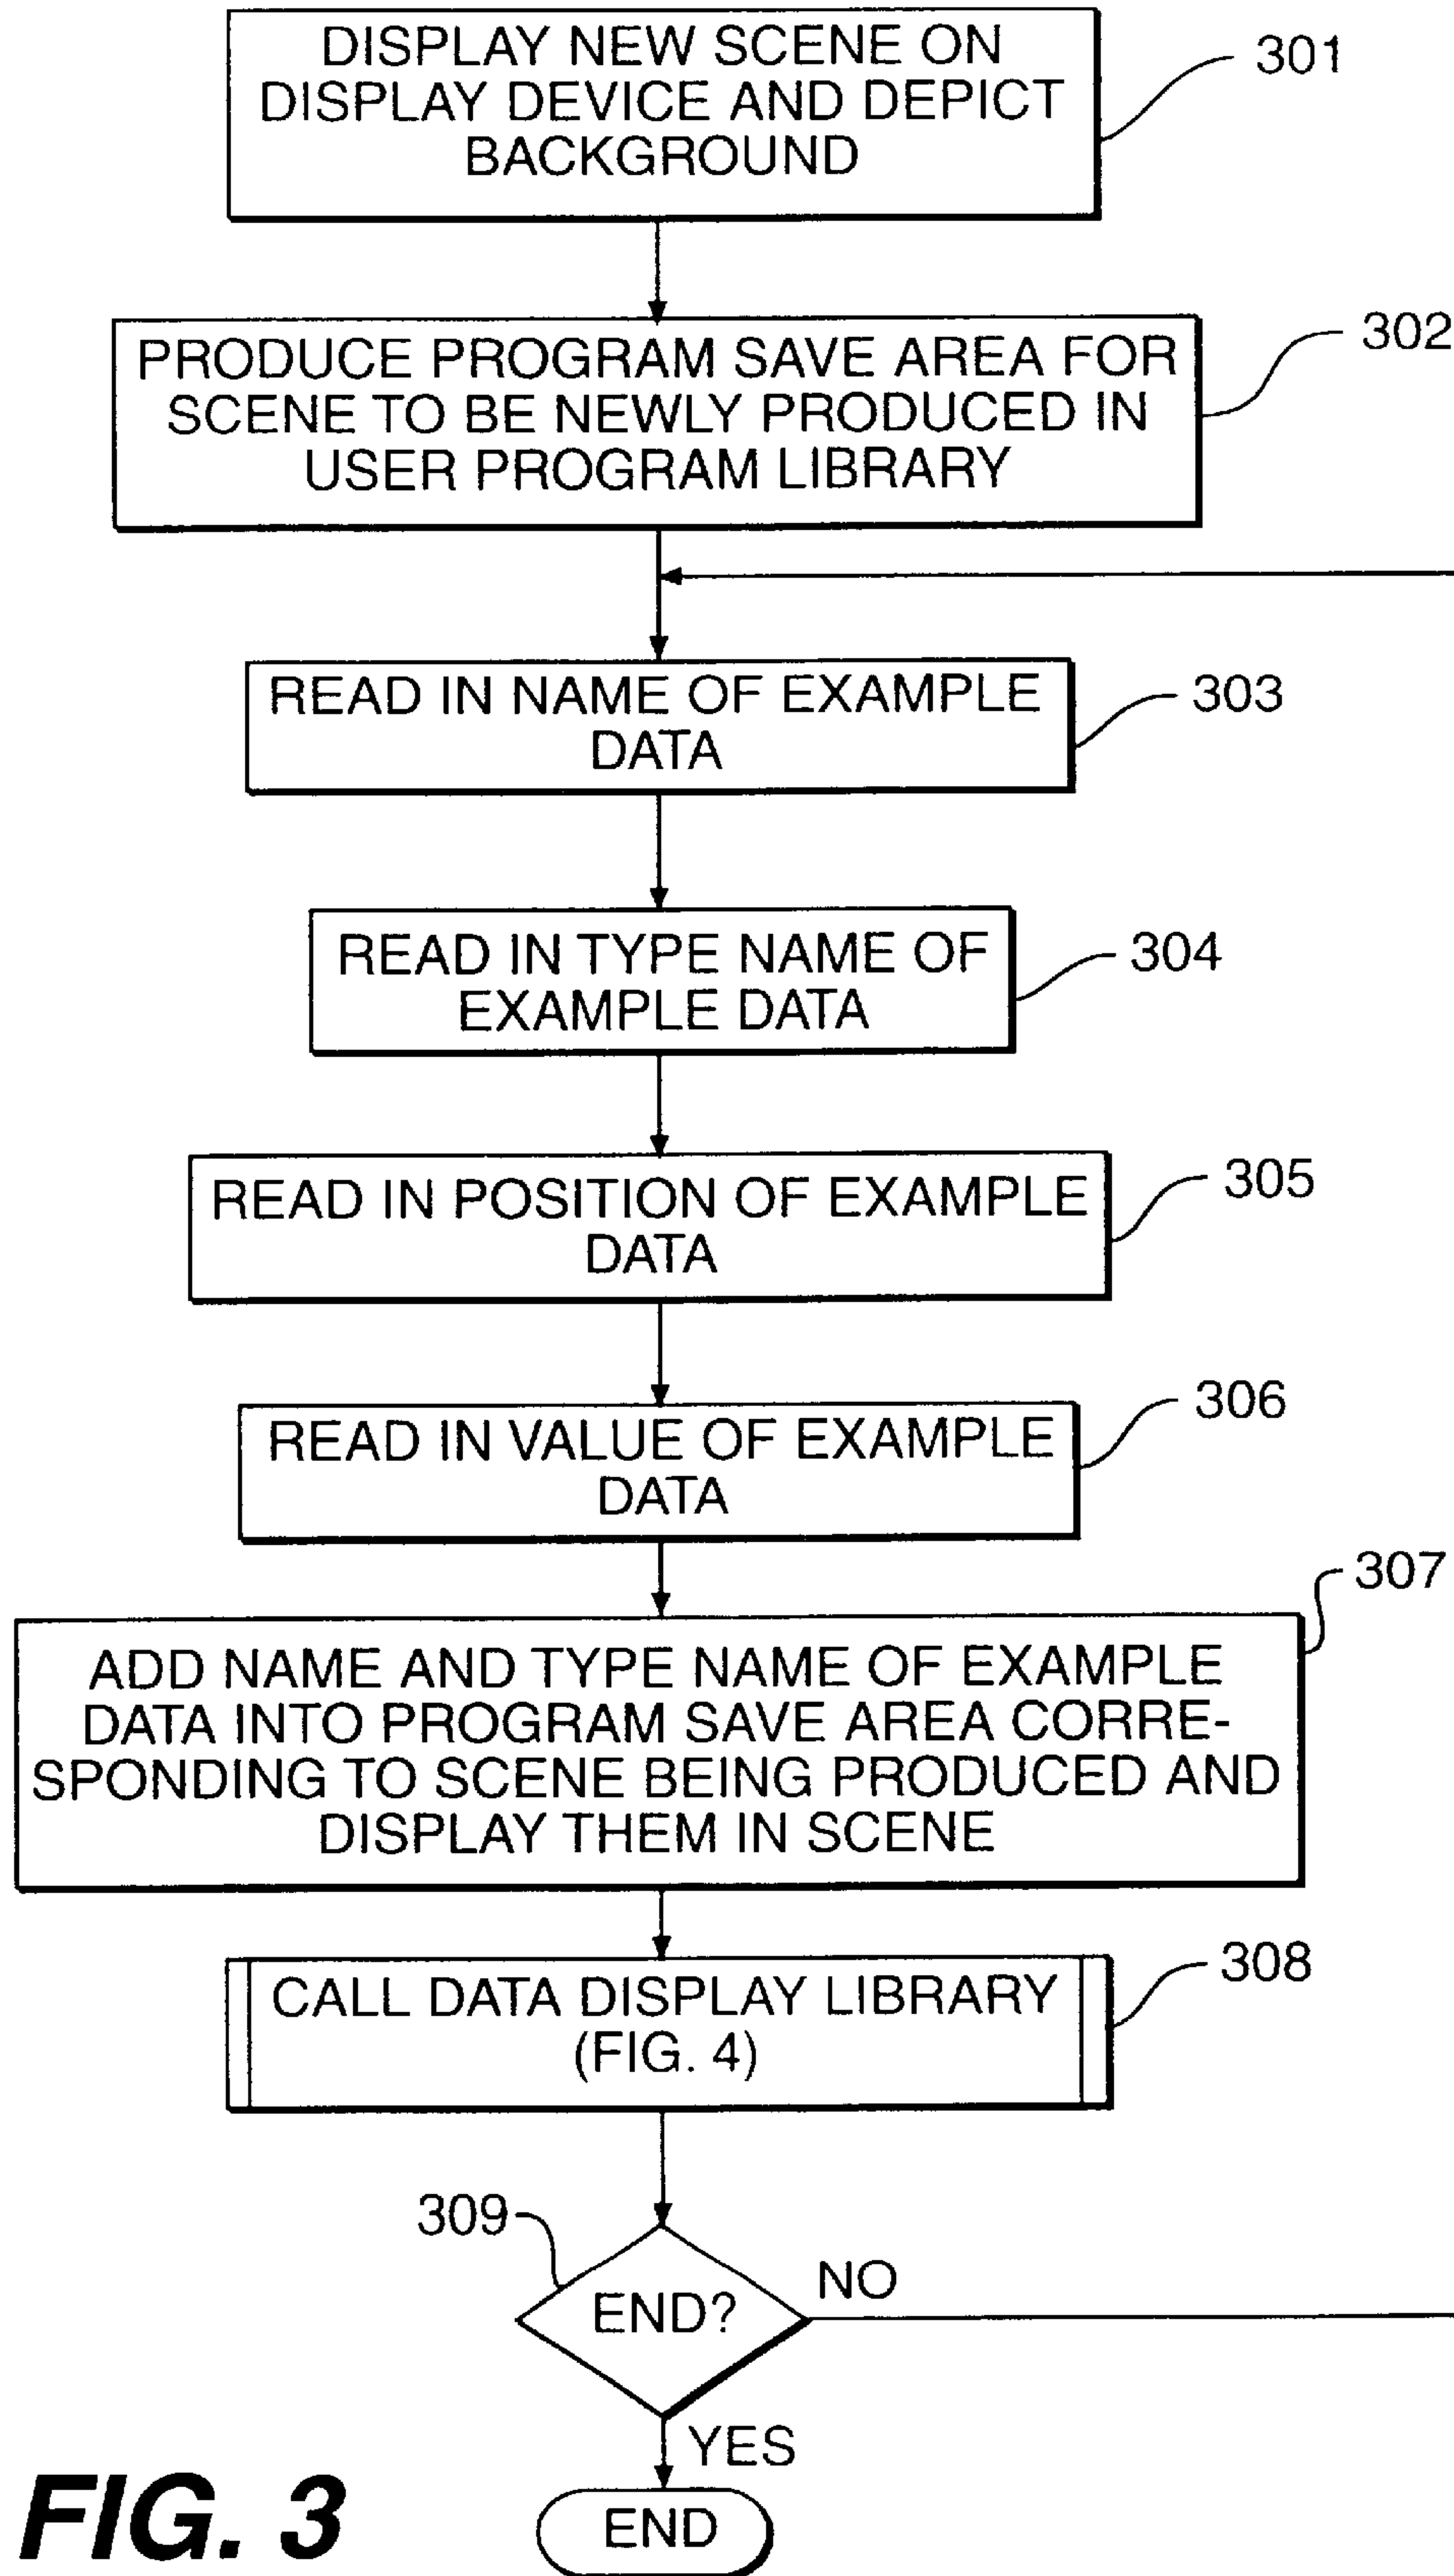 DISPLAY NEW SCENE ON
DISPLAY DEVICE AND DEPICT
BACKGROUND
301
PRODUCE PROGRAM SAVE AREA FOR
SCENE TO BE NEWLY PRODUCED IN
USER PROGRAM LIBRARY
302
READ IN NAME OF EXAMPLE
DATA
303
READ IN TYPE NAME OF
EXAMPLE DATA
304
READ IN POSITION OF EXAMPLE
DATA
305
READ IN VALUE OF EXAMPLE
DATA
306
307
ADD NAME AND TYPE NAME OF EXAMPLE
DATA INTO PROGRAM SAVE AREA CORRE-
SPONDING TO SCENE BEING PRODUCED AND
DISPLAY THEM IN SCENE
CALL DATA DISPLAY LIBRARY
(FIG. 4)
308
309
END?
NO
YES
END
FIG. 3